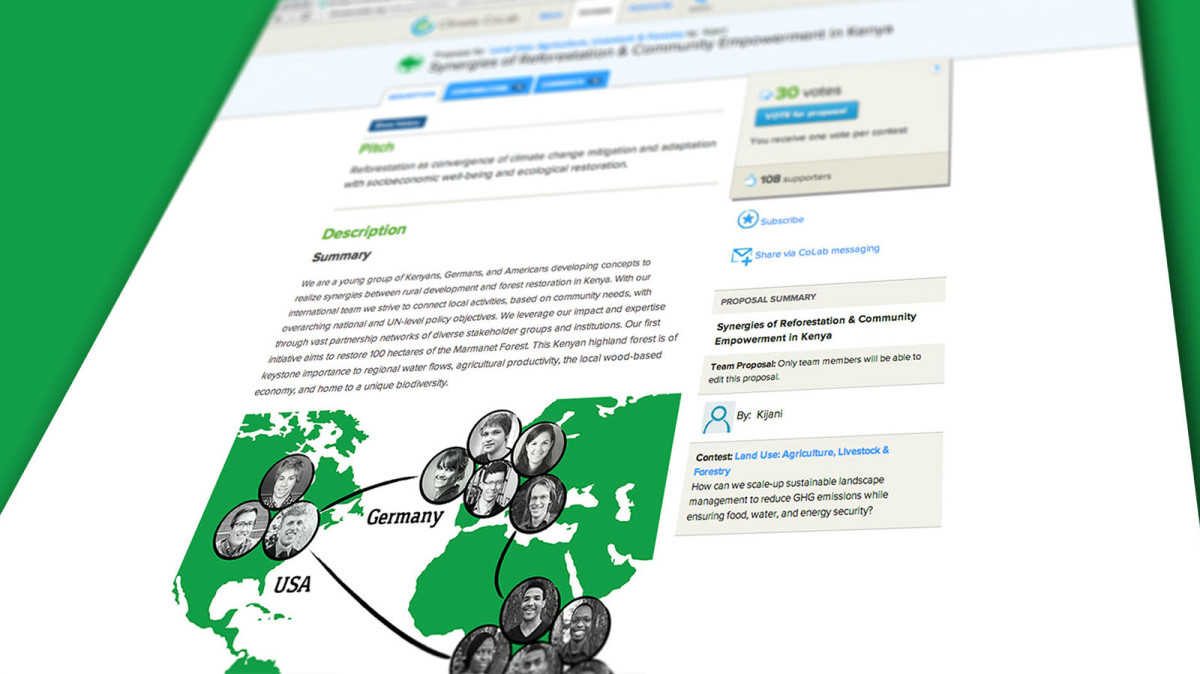 Climate CoLab
Proposal for Land Use: Agriculture, Livestock & Forestry by Kijani
Synergies of Reforestation & Community Empowerment in Kenya
DESCRIPTION
30 votes
VOTE for proposal
You receive one vote per contest
108 supporters
Pitch
Reforestation as convergence of climate change mitigation and adaptation
with socioeconomic well-being and ecological restoration.
Subscribe
Share via CoLab messaging
Description
Summary
We are a young group of Kenyans, Germans, and Americans developing concepts to
realize synergies between rural development and forest restoration in Kenya. With our
international team we strive to connect local activities, based on community needs, with
overarching national and UN-level policy objectives. We leverage our impact and expertise
through vast partnership networks of diverse stakeholder groups and institutions. Our first
initiative aims to restore 100 hectares of the Marmanet Forest. This Kenyan highland forest is of
keystone importance to regional water flows, agricultural productivity, the local wood-based
economy, and home to a unique biodiversity.
PROPOSAL SUMMARY
Synergies of Reforestation & Community
Empowerment in Kenya
Team Proposal: Only team members will be able to
edit this proposal.
By: Kijani
Contest: Land Use: Agriculture, Livestock &
Forestry
How can we scale-up sustainable landscape
management to reduce GHG emissions while
ensuring food, water, and energy security?
Germany
USA